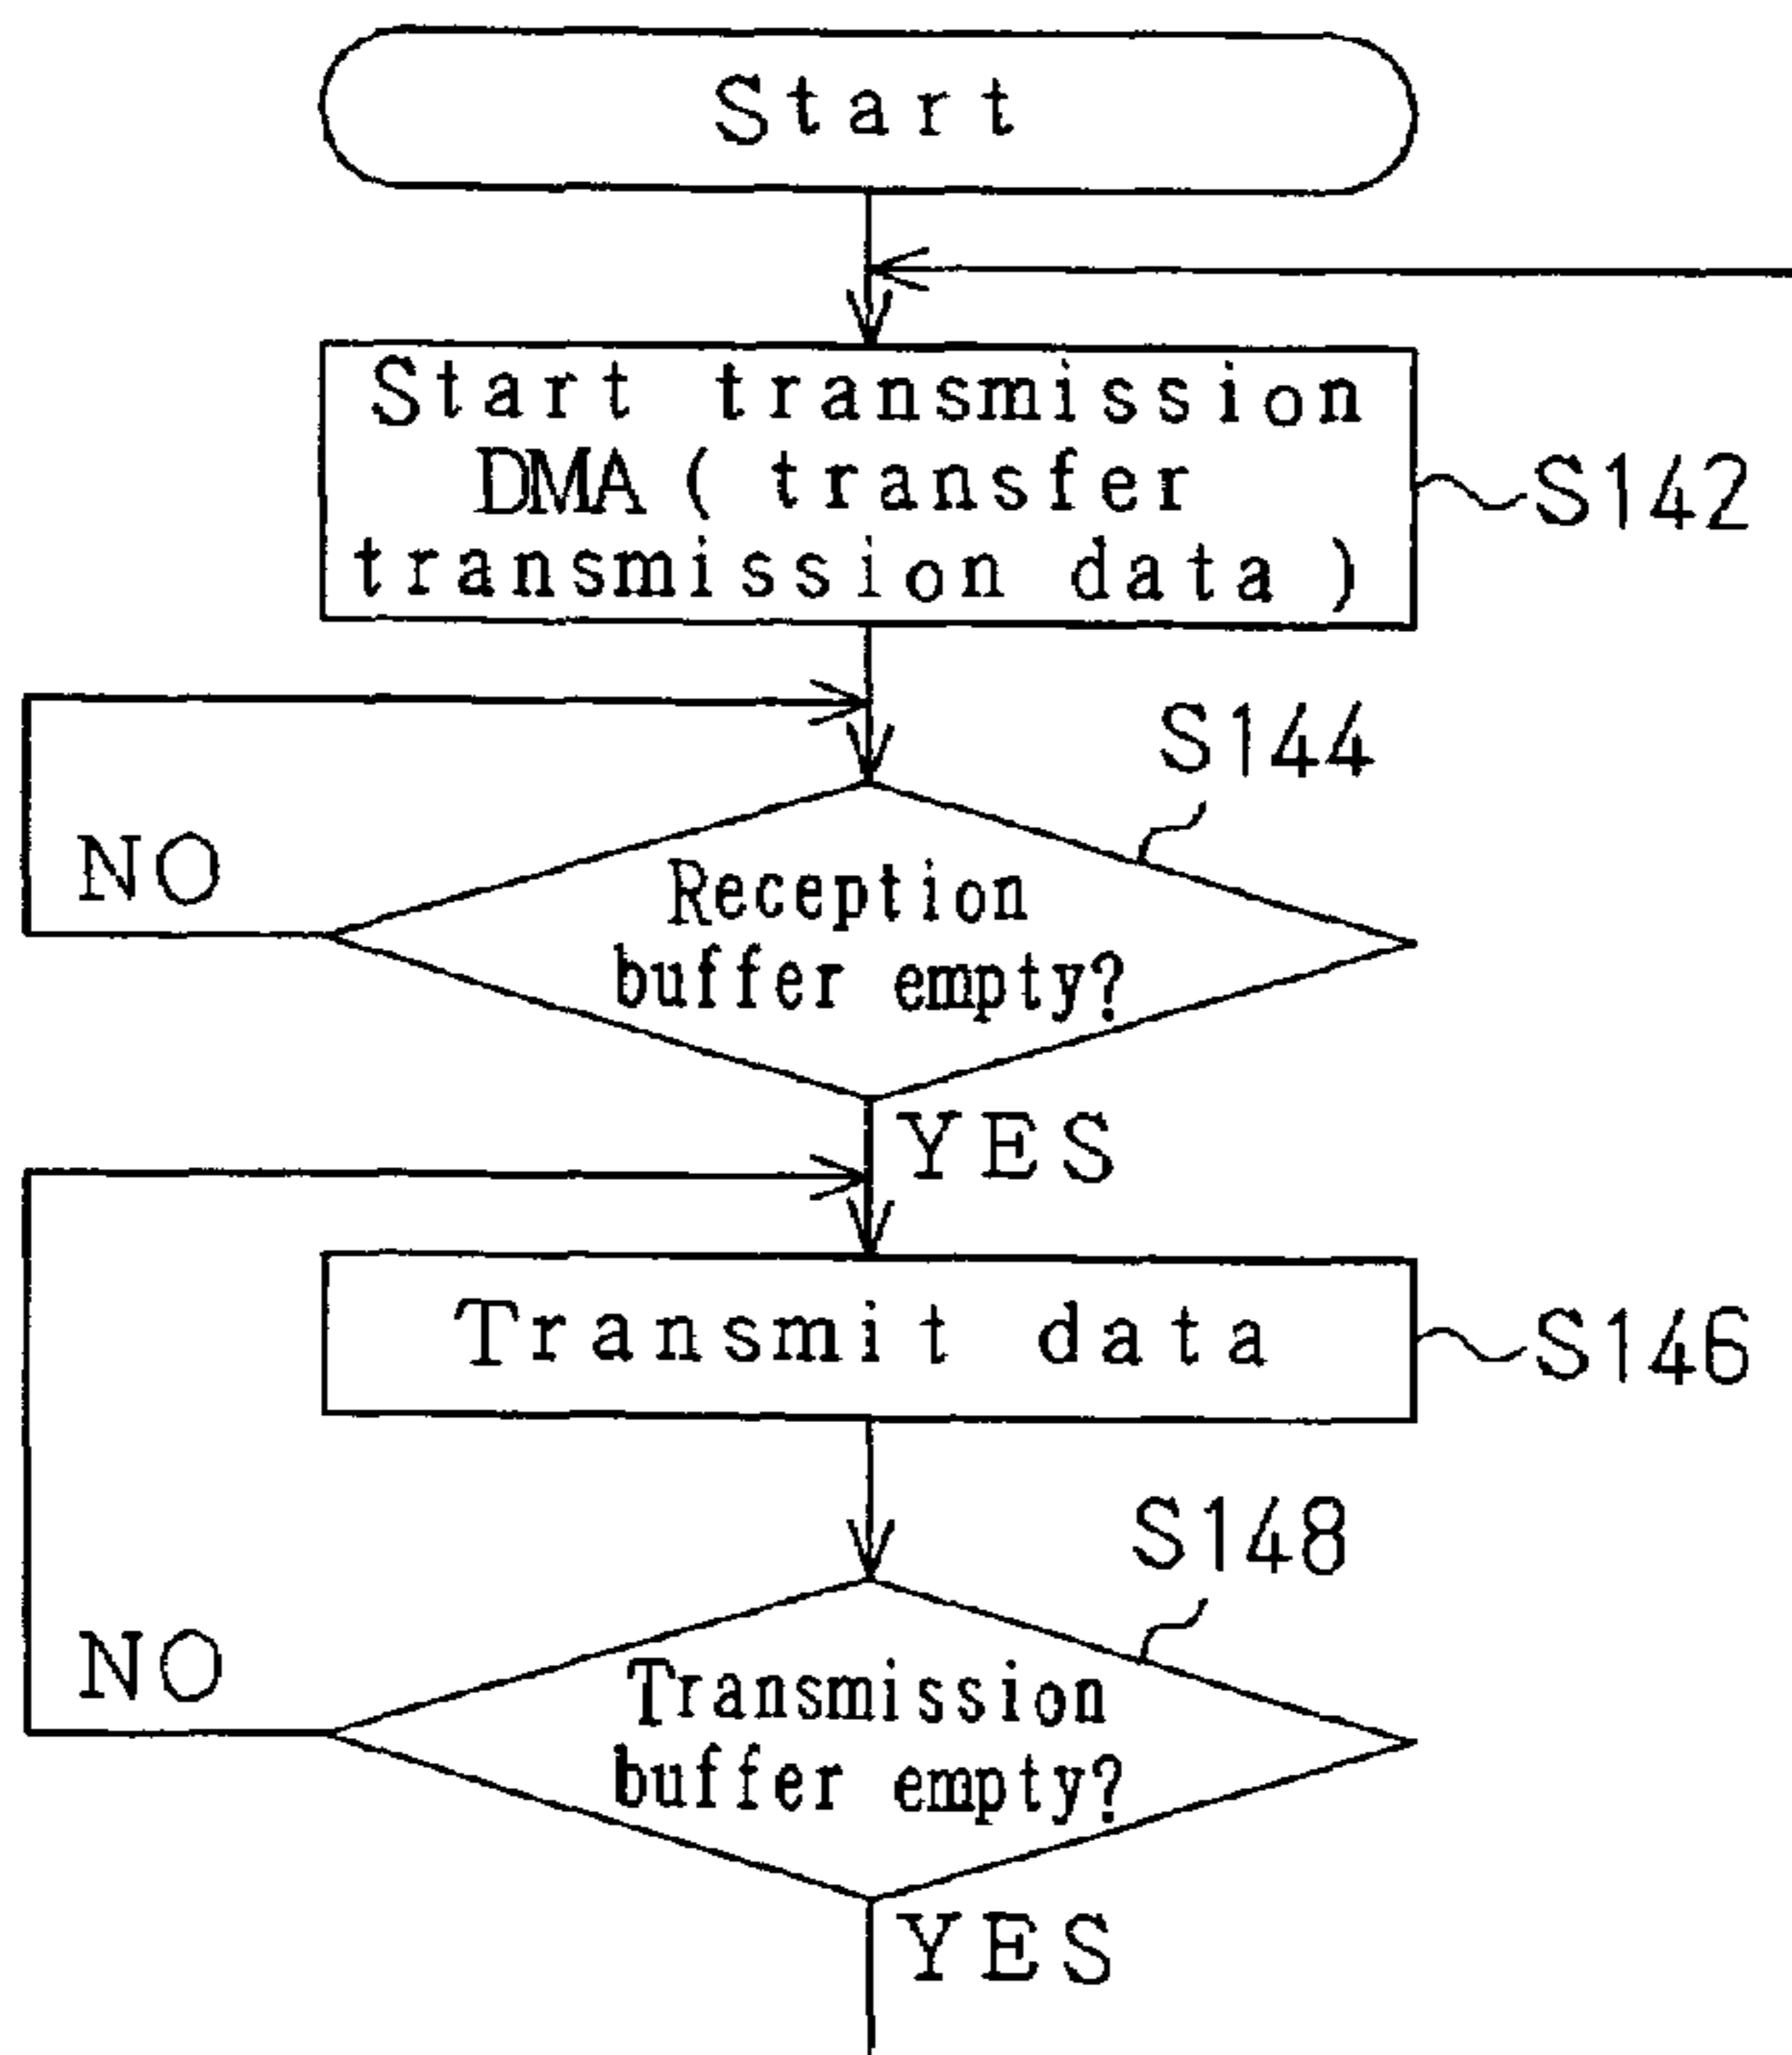 Start
Start transmission
DMA ( transfer
transmission data )
S142
S144
NO
Reception
buffer empty?
YES
Transmit data
S146
S148
NO
Transmission
buffer empty?
YES